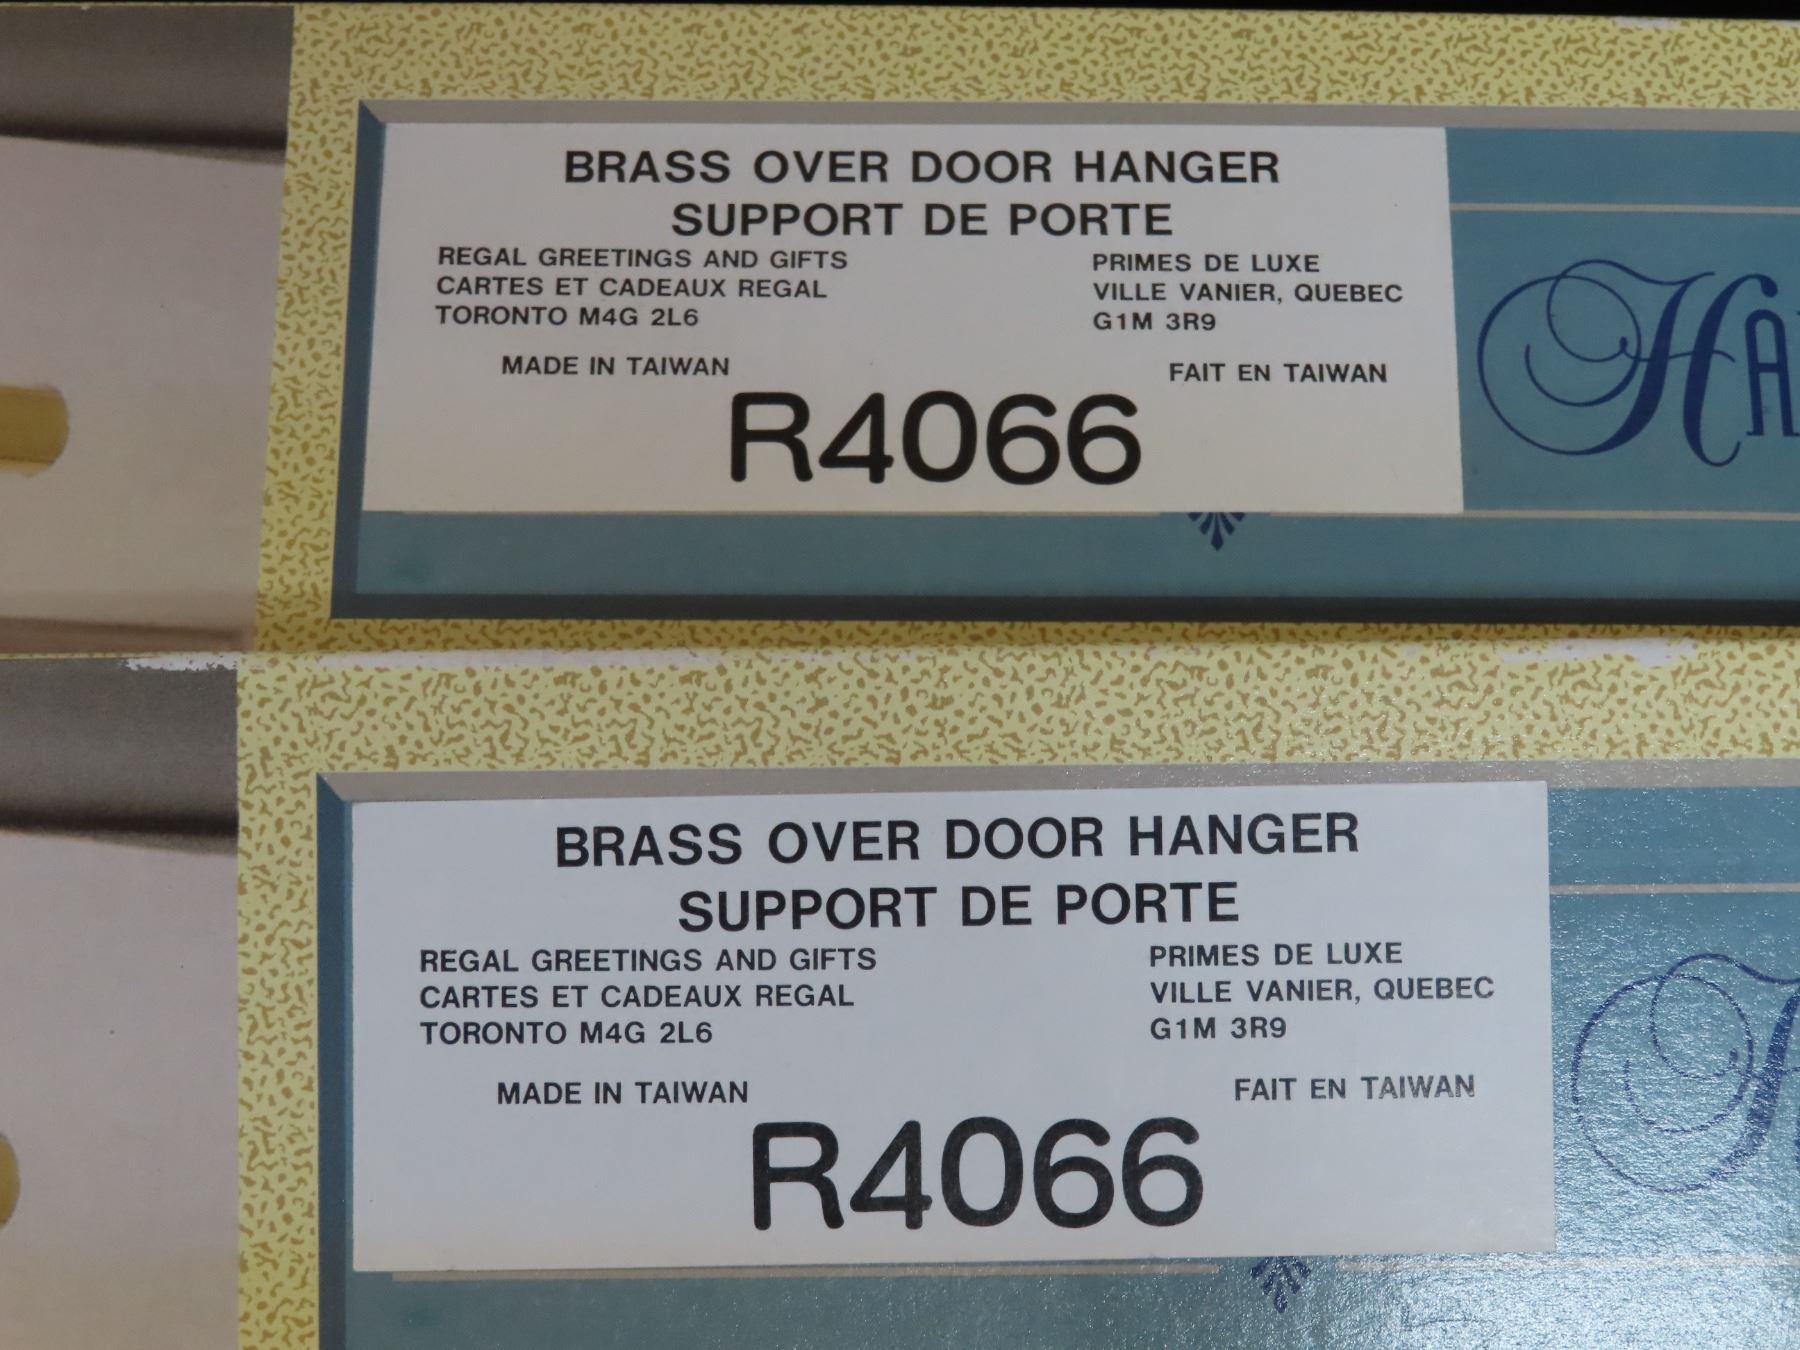 BRASS OVER DOOR HANGER
SUPPORT DE PORTE
REGAL GREETINGS AND GIFTS
CARTES ET CADEAUX REGAL
TORONTO M4G 2L6
PRIMES DE LUXE
VILLE VANIER, QUEBEC
G1M 3R9
MADE IN TAIWAN
FAIT EN TAIWAN
R4066
BRASS OVER DOOR HANGER
SUPPORT DE PORTE
REGAL GREETINGS AND GIFTS
CARTES ET CADEAUX REGAL
TORONTO M4G 2L6
PRIMES DE LUXE
VILLE VANIER, QUEBEC
G1M 3R9
MADE IN TAIWAN
FAIT EN TAIWAN
R4066